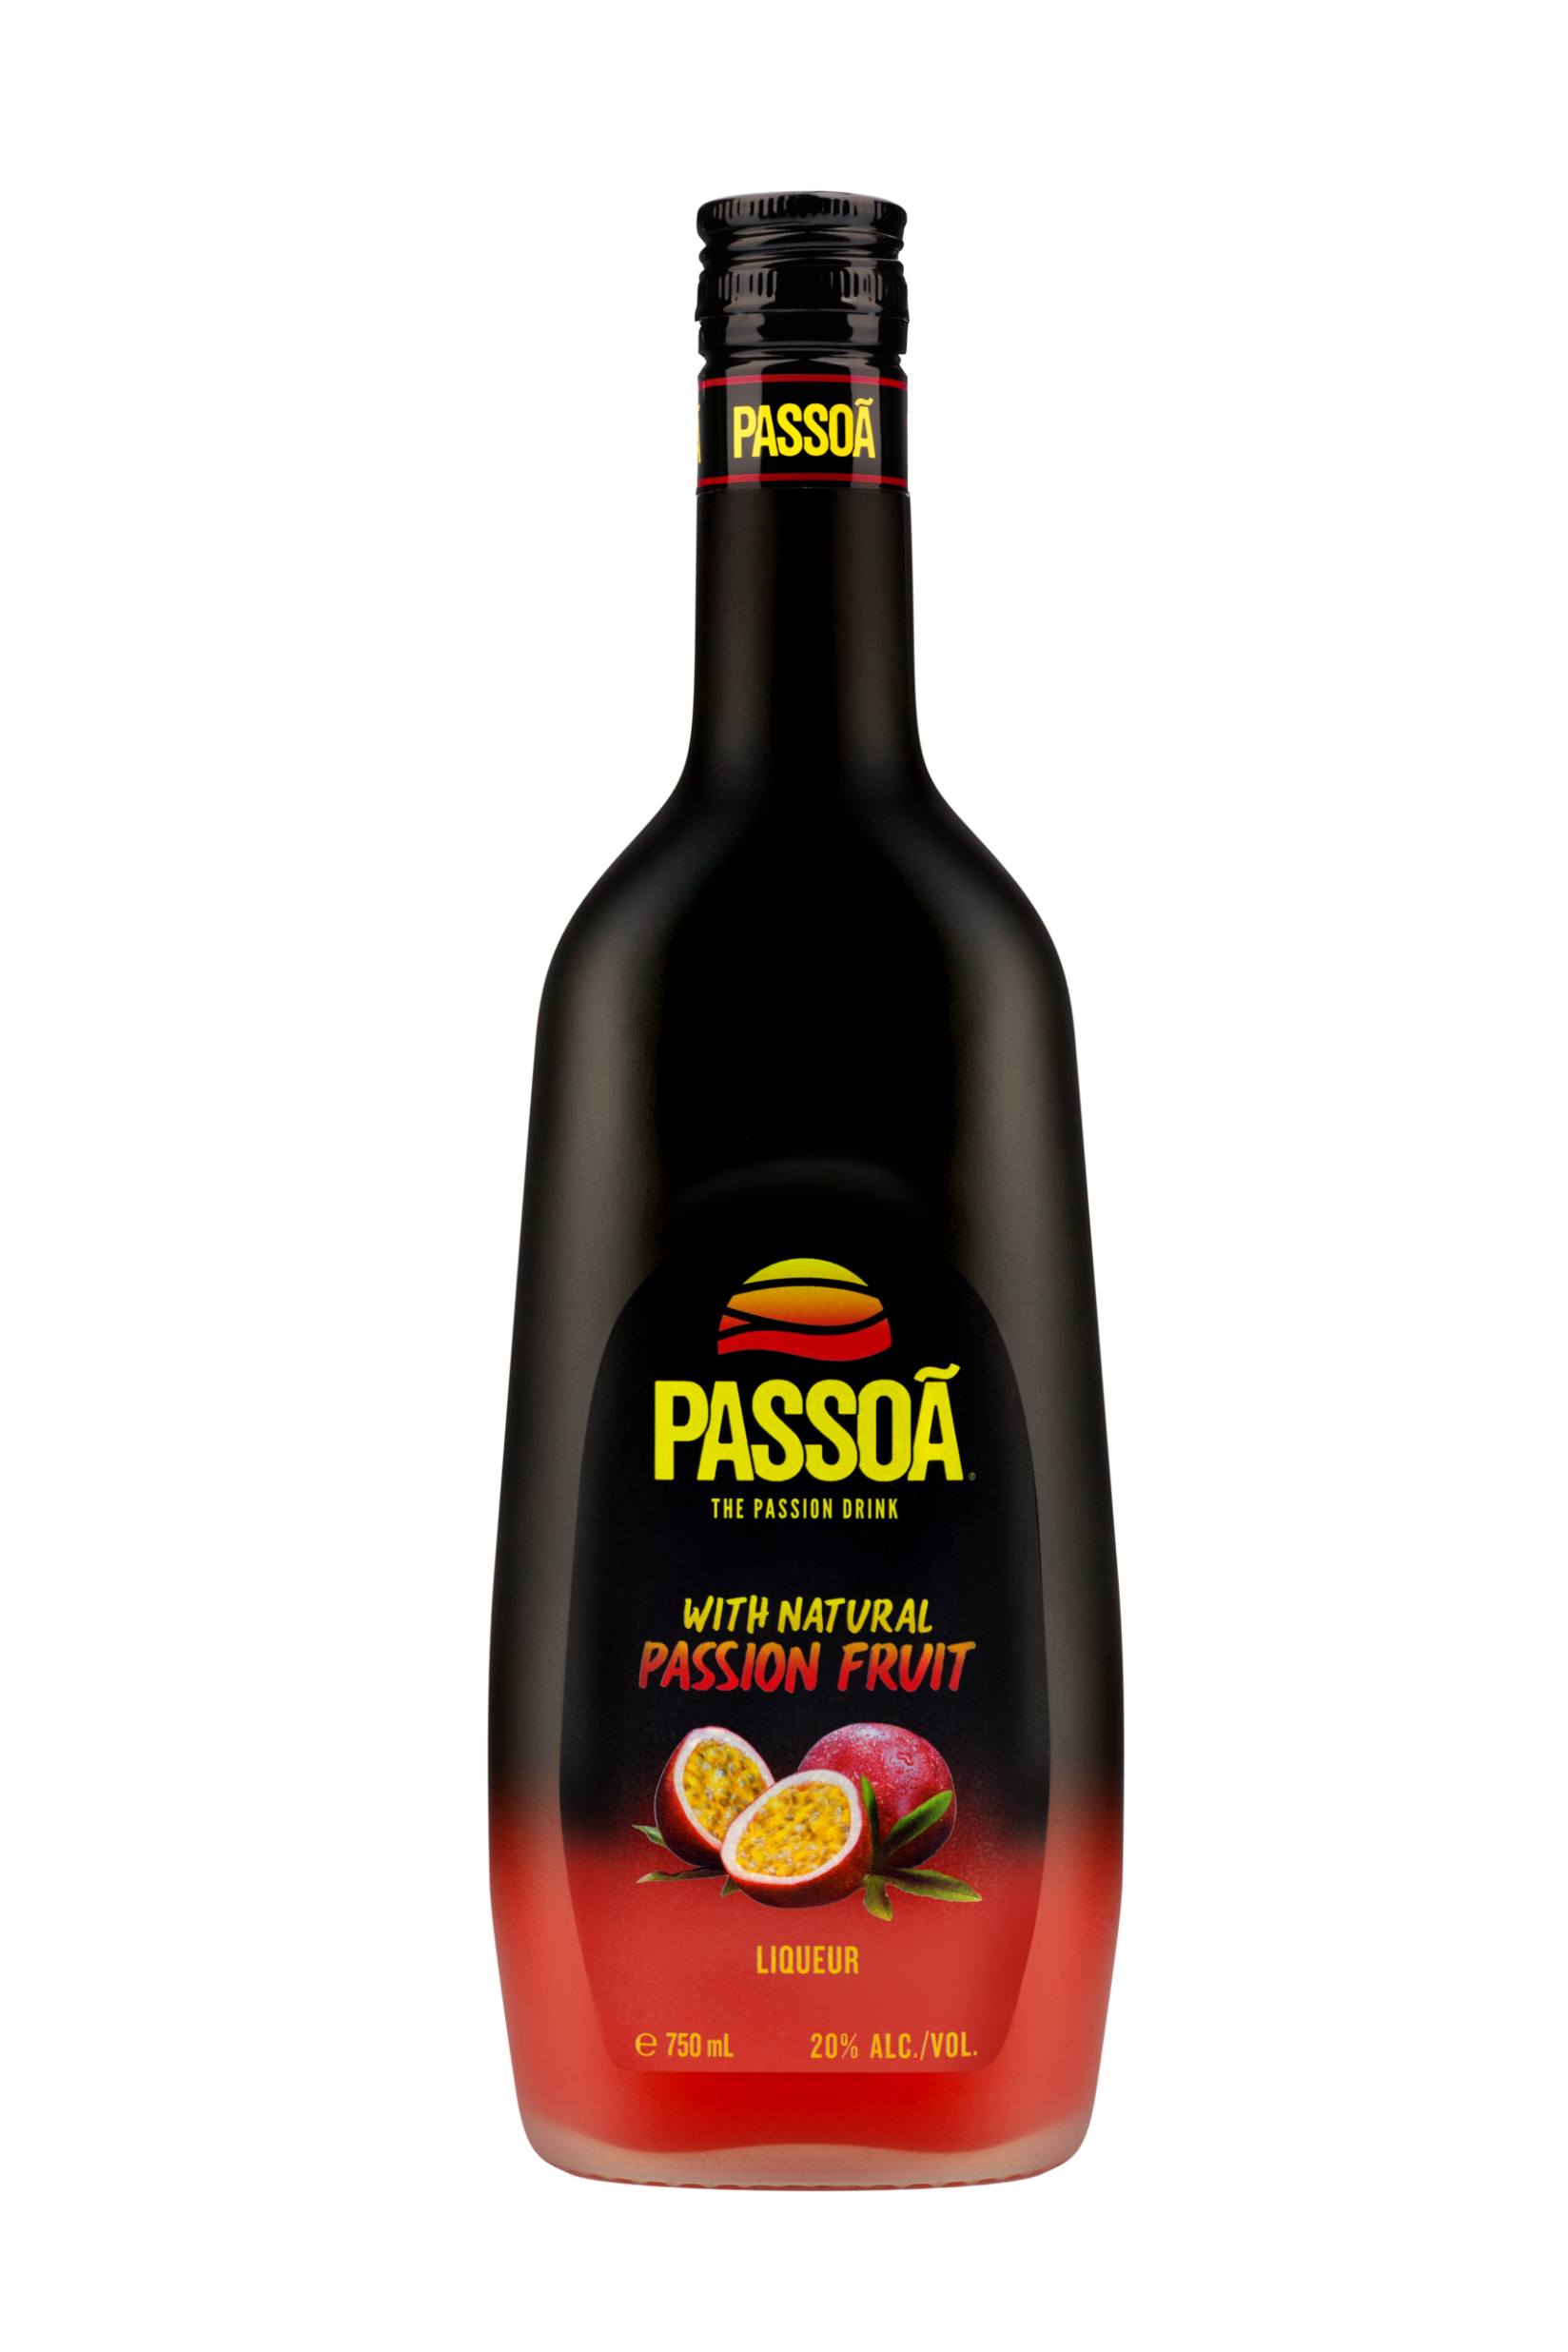 PASSOÃ
PASSOÃ®
THE PASSION DRINK
WITH NATURAL
PASSION FRUIT
LIQUEUR
℮ 750 mL 20% ALC./VOL.